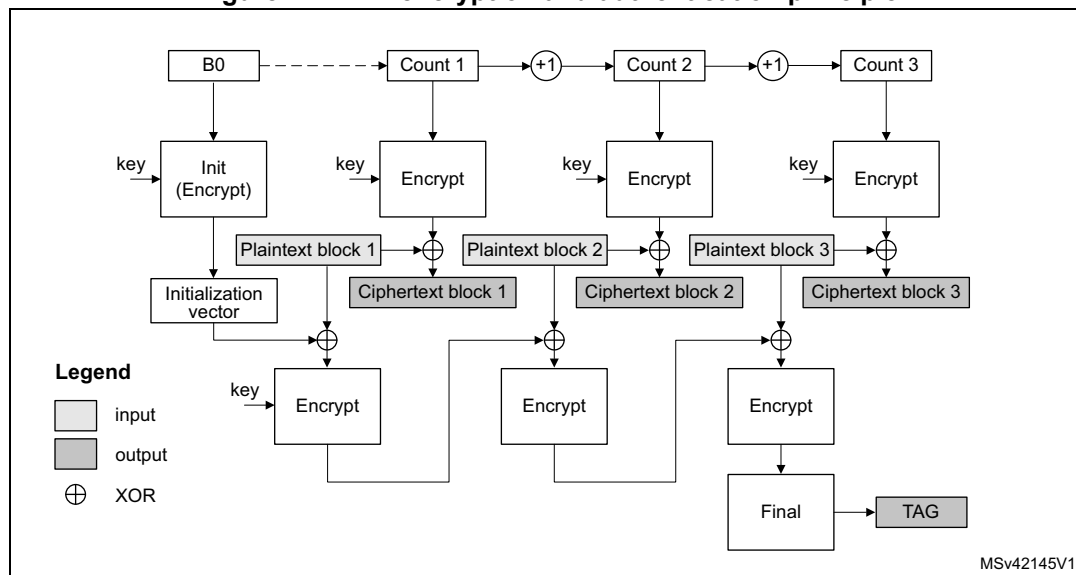 B0
Count 1
+1
Count 2
+1
Count 3
key
Init
(Encrypt)
key
Encrypt
key
Encrypt
key
Encrypt
Plaintext block 1
Plaintext block 2
Plaintext block 3
Ciphertext block 1
Ciphertext block 2
Ciphertext block 3
Initialization
vector
Legend
input
output
XOR
key
Encrypt
Encrypt
Encrypt
Final
TAG
MSv42145V1